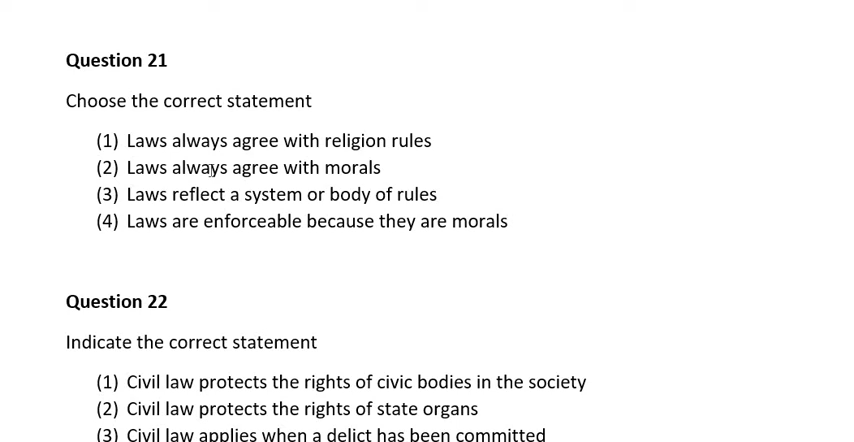 Question 21
Choose the correct statement
(1) Laws always agree with religion rules
(2) Laws always agree with morals
(3) Laws reflect a system or body of rules
(4) Laws are enforceable because they are morals
Question 22
Indicate the correct statement
(1) Civil law protects the rights of civic bodies in the society
(2) Civil law protects the rights of state organs
(3) Civil law applies when a delict has been committed